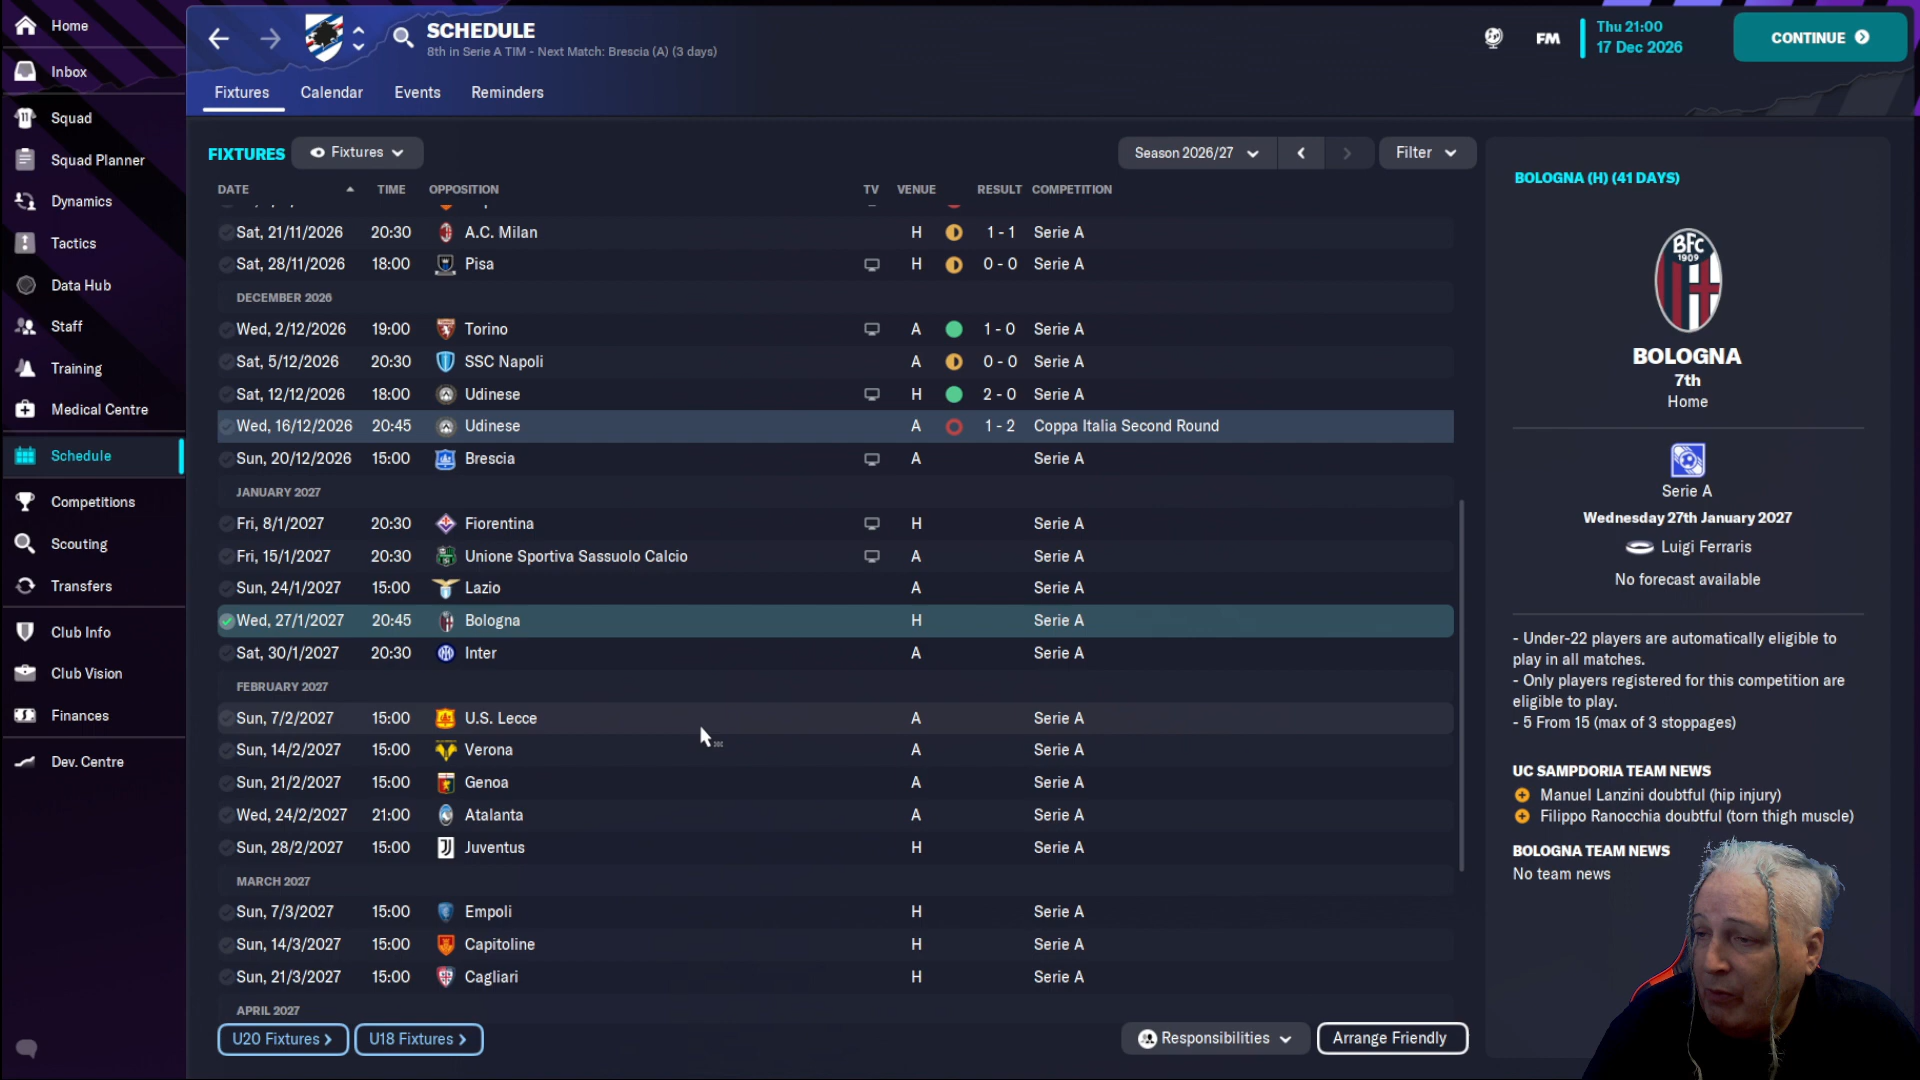 Home
Inbox
Squad
Squad Planner
Dynamics
Tactics
Data Hub
Staff
Training
Medical Centre
Schedule
Competitions
Scouting
Transfers
Club Info
Club Vision
Finances
Dev. Centre
SCHEDULE
8th in Serie A TIM - Next Match: Brescia (A) (3 days)
FM
Thu 21:00
17 Dec 2026
CONTINUE
Fixtures Calendar Events Reminders
FIXTURES Fixtures Season 2026/27 Filter
DATE TIME OPPOSITION TV VENUE RESULT COMPETITION
Sat, 21/11/2026 20:30 A.C. Milan H 1 - 1 Serie A
Sat, 28/11/2026 18:00 Pisa H 0 - 0 Serie A
DECEMBER 2026
Wed, 2/12/2026 19:00 Torino A 1 - 0 Serie A
Sat, 5/12/2026 20:30 SSC Napoli A 0 - 0 Serie A
Sat, 12/12/2026 18:00 Udinese H 2 - 0 Serie A
Wed, 16/12/2026 20:45 Udinese A 1 - 2 Coppa Italia Second Round
Sun, 20/12/2026 15:00 Brescia A Serie A
JANUARY 2027
Fri, 8/1/2027 20:30 Fiorentina H Serie A
Fri, 15/1/2027 20:30 Unione Sportiva Sassuolo Calcio A Serie A
Sun, 24/1/2027 15:00 Lazio A Serie A
Wed, 27/1/2027 20:45 Bologna H Serie A
Sat, 30/1/2027 20:30 Inter A Serie A
FEBRUARY 2027
Sun, 7/2/2027 15:00 U.S. Lecce A Serie A
Sun, 14/2/2027 15:00 Verona A Serie A
Sun, 21/2/2027 15:00 Genoa A Serie A
Wed, 24/2/2027 21:00 Atalanta A Serie A
Sun, 28/2/2027 15:00 Juventus H Serie A
MARCH 2027
Sun, 7/3/2027 15:00 Empoli H Serie A
Sun, 14/3/2027 15:00 Capitoline H Serie A
Sun, 21/3/2027 15:00 Cagliari H Serie A
APRIL 2027
U20 Fixtures U18 Fixtures Responsibilities Arrange Friendly
BOLOGNA (H) (41 DAYS)
BFC
1909
BOLOGNA
7th
Home
Serie A
Wednesday 27th January 2027
Luigi Ferraris
No forecast available
- Under-22 players are automatically eligible to
play in all matches.
- Only players registered for this competition are
eligible to play.
- 5 From 15 (max of 3 stoppages)
UC SAMPDORIA TEAM NEWS
Manuel Lanzini doubtful (hip injury)
Filippo Ranocchia doubtful (torn thigh muscle)
BOLOGNA TEAM NEWS
No team news